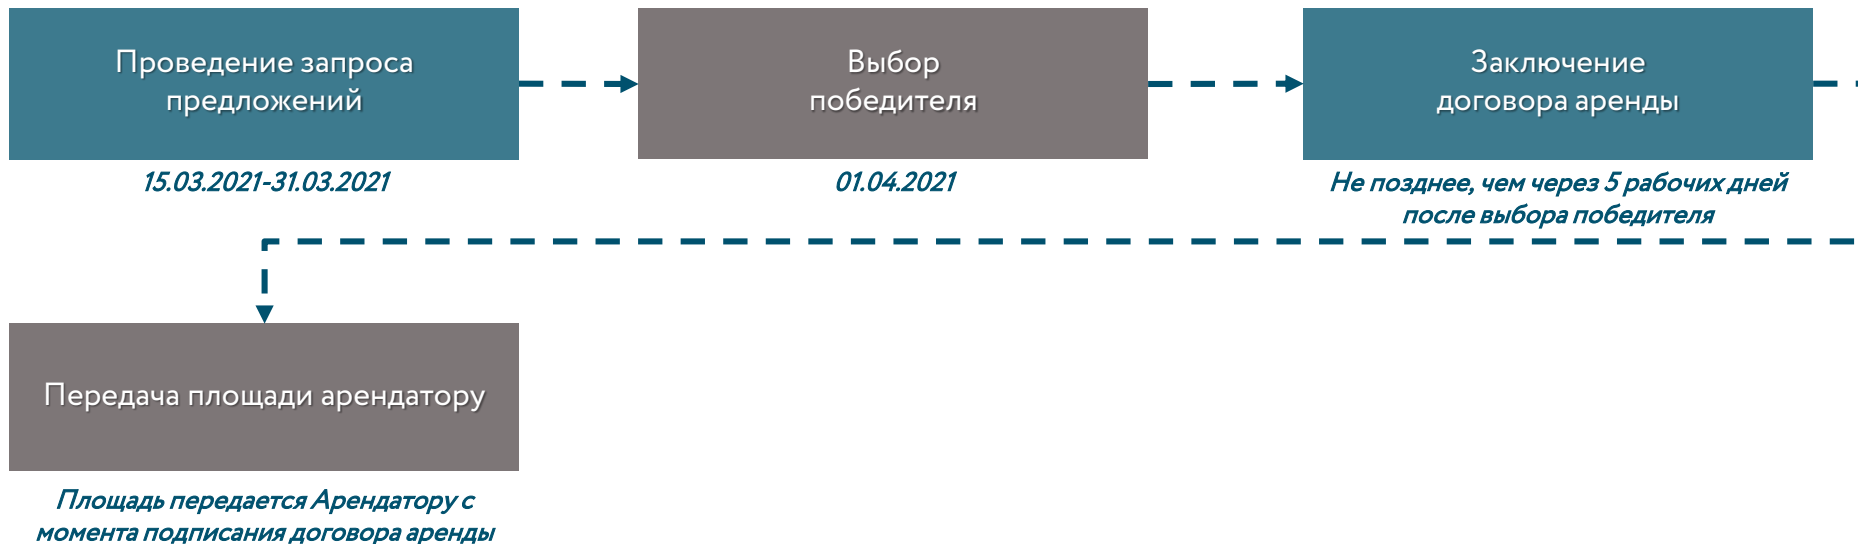 Проведение запроса
предложений
15.03.2021-31.03.2021
Выбор
победителя
01.04.2021
Заключение
договора аренды
Не позднее, чем через 5 рабочих дней
после выбора победителя
Передача площади арендатору
Площадь передается Арендатору с
момента подписания договора аренды